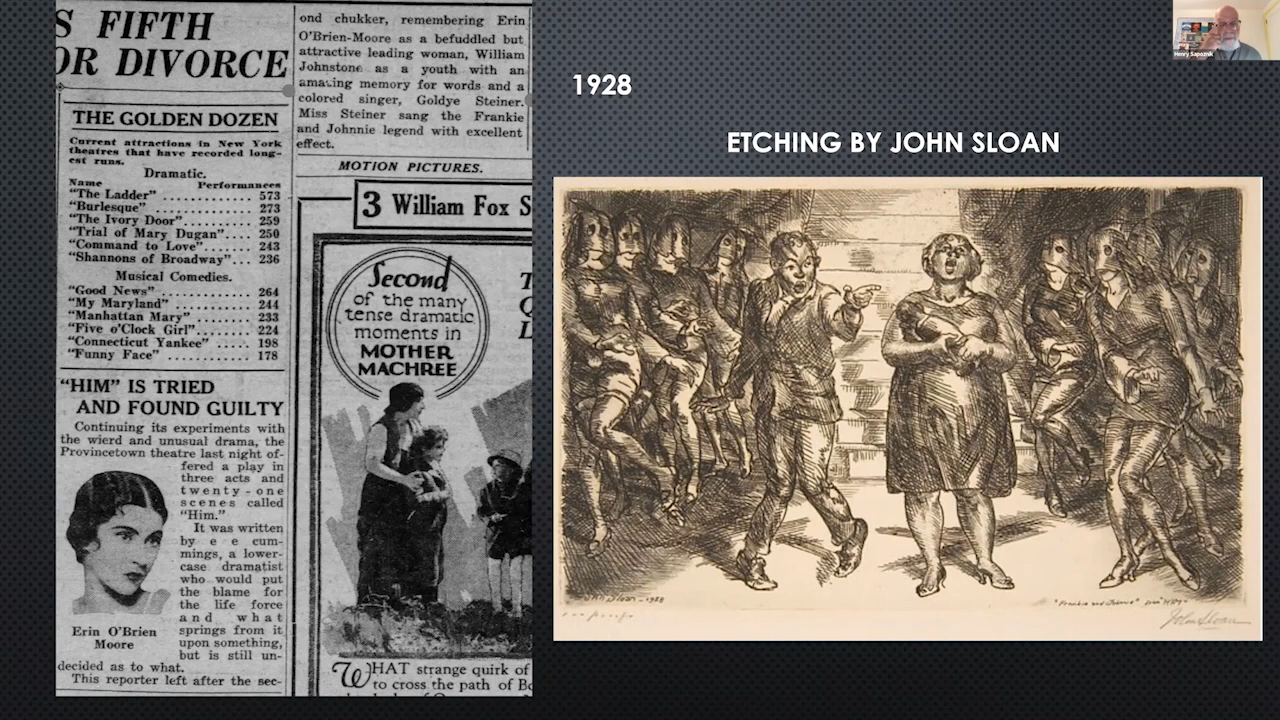 S FIFTH
OR DIVORCE
THE GOLDEN DOZEN
Current attractions in New York
theatres that have recorded long-
est runs.
Dramatic.
Name Performances
"The Ladder" ............ 573
"Burlesque" ............. 273
"The Ivory Door".......... 259
"Trial of Mary Dugan".... 250
"Command to Love"....... 243
"Shannons of Broadway"... 236
Musical Comedies.
"Good News" ............. 264
"My Maryland" ........... 244
"Manhattan Mary" ........ 233
"Five o'Clock Girl"........ 224
"Connecticut Yankee" ..... 198
"Funny Face" ............ 178
"HIM" IS TRIED
AND FOUND GUILTY
Continuing its experiments with
the wierd and unusual drama, the
Provincetown theatre last night of-
fered a play in
three acts and
twenty-one
scenes called
"Him."
It was written
by e e cum-
mings, a lower-
case dramatist
who would put
the blame for
the life force
and what
springs from it
upon something,
but is still un-
decided as to what.
This reporter left after the sec-
Erin O'Brien
Moore
ond chukker, remembering Erin
O'Brien-Moore as a befuddled but
attractive leading woman, William
Johnstone as a youth with an
amazing memory for words and a
colored singer, Goldye Steiner.
Miss Steiner sang the Frankie
and Johnnie legend with excellent
effect.
MOTION PICTURES.
3 William Fox S
Second
of the many
tense dramatic
moments in
MOTHER
MACHREE
WHAT strange quirk of
to cross the path of
1928
ETCHING BY JOHN SLOAN
John Sloan
Henry Sapoznik